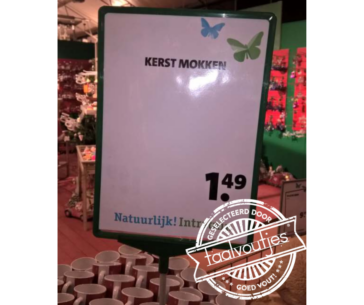 KERST MOKKEN
1.49
Natuurlijk! Intr
GESELECTEERD DOOR
taalvoutjes
GOED VOUT!